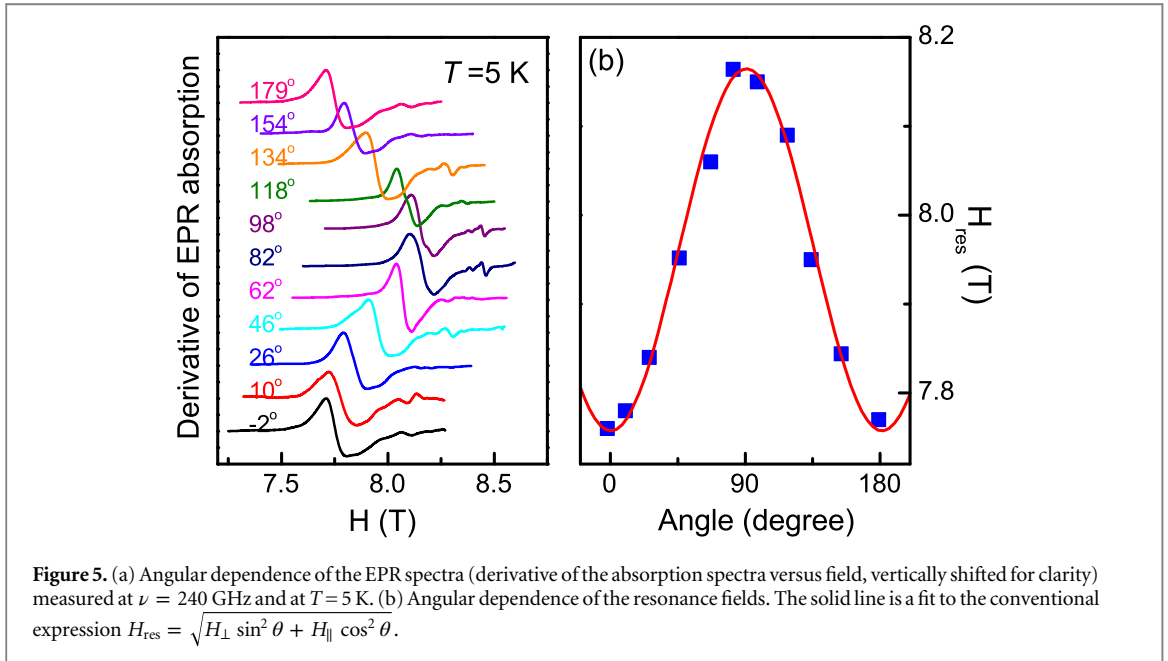 Derivative of EPR absorption
T=5 K
179°
154°
134°
118°
98°
82°
62°
46°
26°
10°
-2°
7.5 8.0 8.5
H (T)
(b)
8.2
8.0
7.8
H_res (T)
0 90 180
Angle (degree)
Figure 5. (a) Angular dependence of the EPR spectra (derivative of the absorption spectra versus field, vertically shifted for clarity)
measured at ν = 240 GHz and at T = 5 K. (b) Angular dependence of the resonance fields. The solid line is a fit to the conventional
expression H_res = √(H_⊥ sin² θ + H_∥ cos² θ).